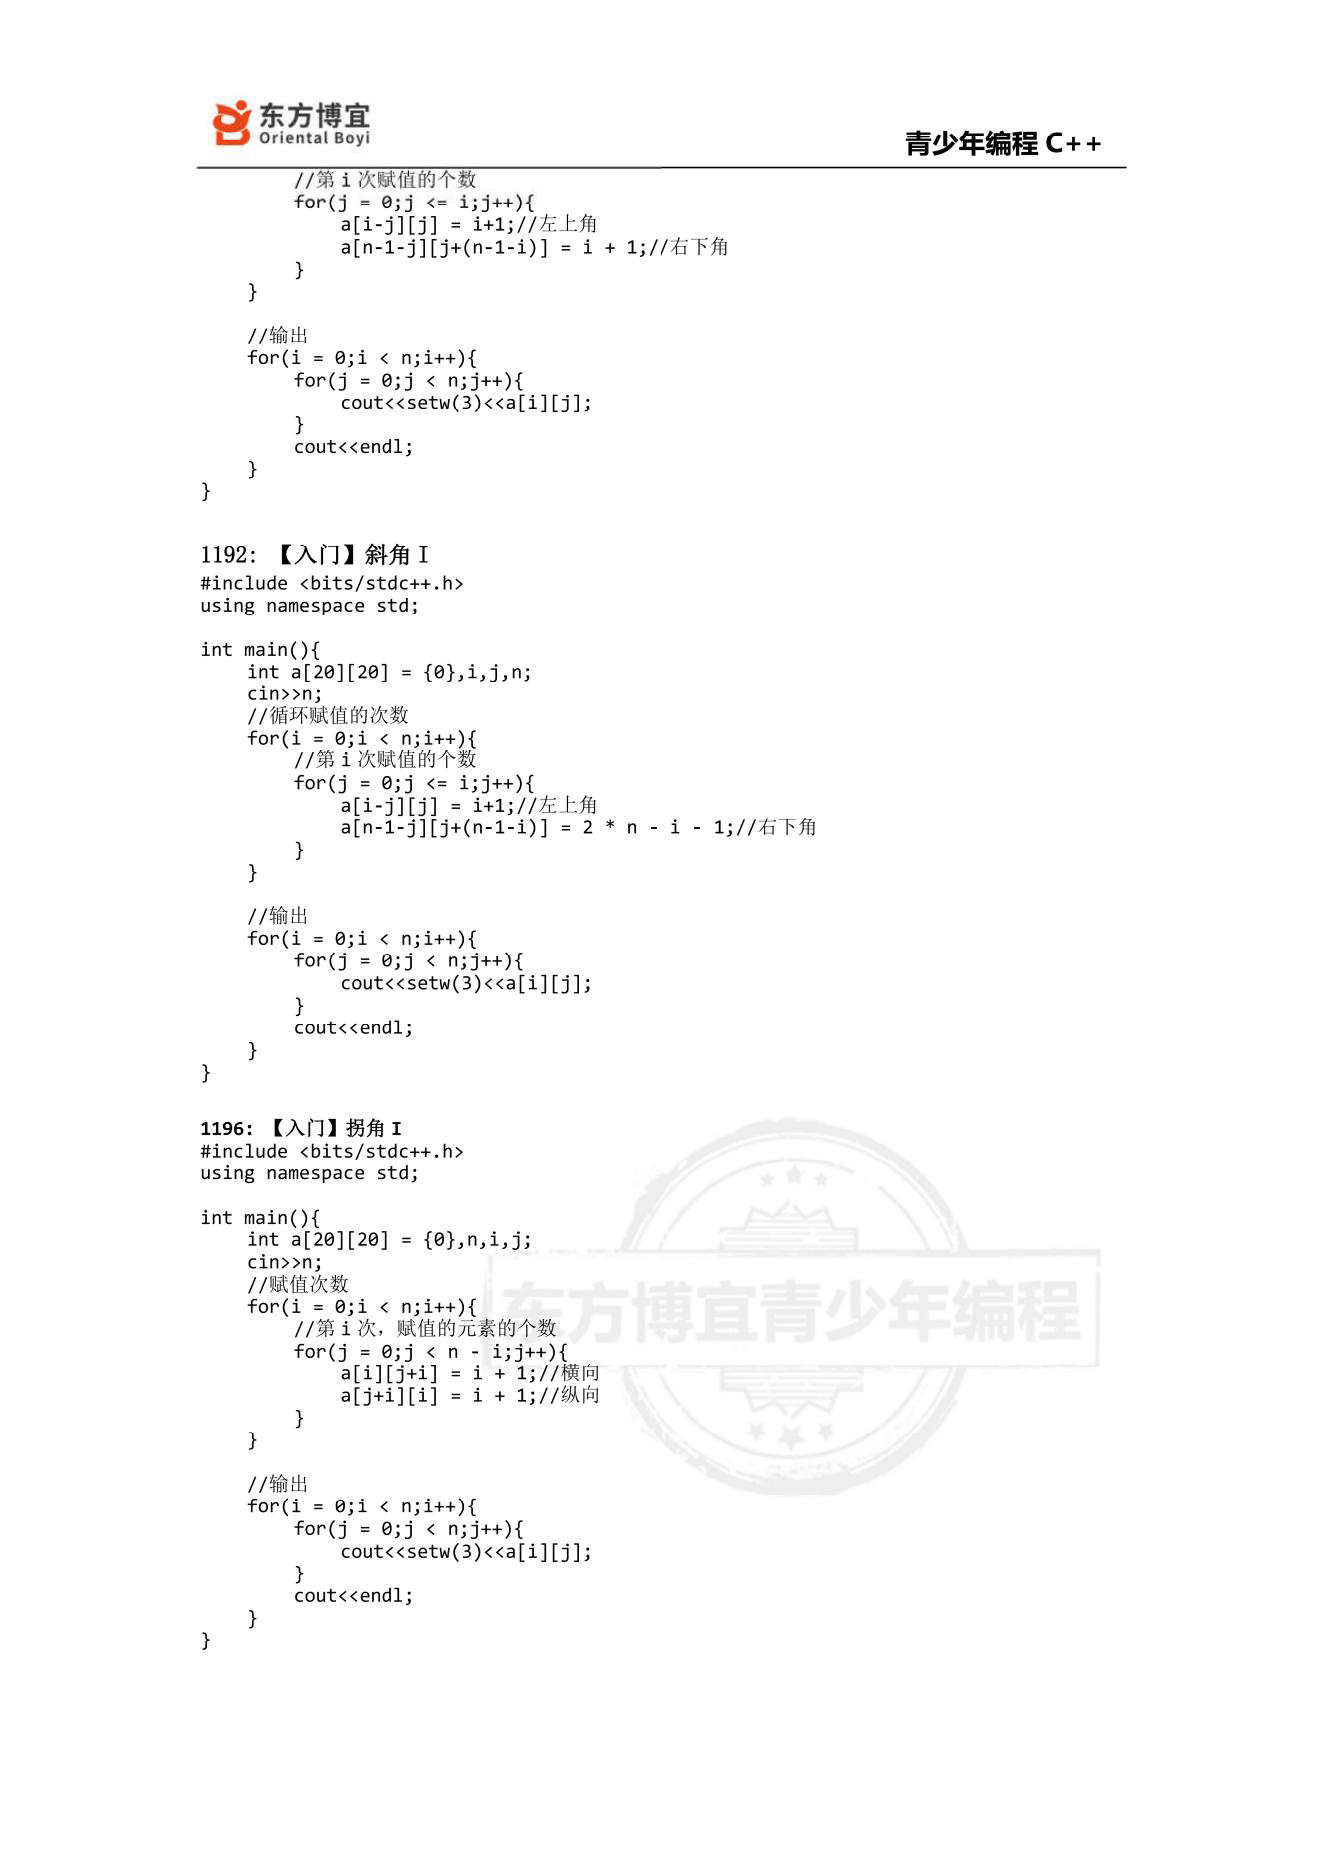 东方博宜
Oriental Boyi
青少年编程 C++
        //第 i 次赋值的个数
        for(j = 0;j <= i;j++){
            a[i-j][j] = i+1;//左上角
            a[n-1-j][j+(n-1-i)] = i + 1;//右下角
        }
    }

    //输出
    for(i = 0;i < n;i++){
        for(j = 0;j < n;j++){
            cout<<setw(3)<<a[i][j];
        }
        cout<<endl;
    }
}

1192: 【入门】斜角 I
#include <bits/stdc++.h>
using namespace std;

int main(){
    int a[20][20] = {0},i,j,n;
    cin>>n;
    //循环赋值的次数
    for(i = 0;i < n;i++){
        //第 i 次赋值的个数
        for(j = 0;j <= i;j++){
            a[i-j][j] = i+1;//左上角
            a[n-1-j][j+(n-1-i)] = 2 * n - i - 1;//右下角
        }
    }

    //输出
    for(i = 0;i < n;i++){
        for(j = 0;j < n;j++){
            cout<<setw(3)<<a[i][j];
        }
        cout<<endl;
    }
}

1196: 【入门】拐角 I
#include <bits/stdc++.h>
using namespace std;

int main(){
    int a[20][20] = {0},n,i,j;
    cin>>n;
    //赋值次数
    for(i = 0;i < n;i++){
        //第 i 次，赋值的元素的个数
        for(j = 0;j < n - i;j++){
            a[i][j+i] = i + 1;//横向
            a[j+i][i] = i + 1;//纵向
        }
    }

    //输出
    for(i = 0;i < n;i++){
        for(j = 0;j < n;j++){
            cout<<setw(3)<<a[i][j];
        }
        cout<<endl;
    }
}
东方博宜青少年编程